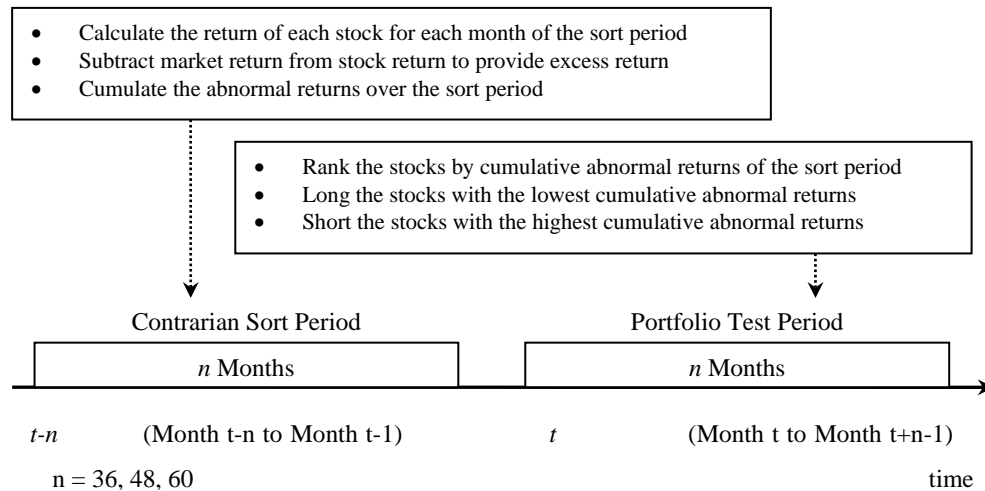 • Calculate the return of each stock for each month of the sort period
• Subtract market return from stock return to provide excess return
• Cumulate the abnormal returns over the sort period
• Rank the stocks by cumulative abnormal returns of the sort period
• Long the stocks with the lowest cumulative abnormal returns
• Short the stocks with the highest cumulative abnormal returns
Contrarian Sort Period
Portfolio Test Period
n Months
n Months
t-n
(Month t-n to Month t-1)
t
(Month t to Month t+n-1)
n = 36, 48, 60
time